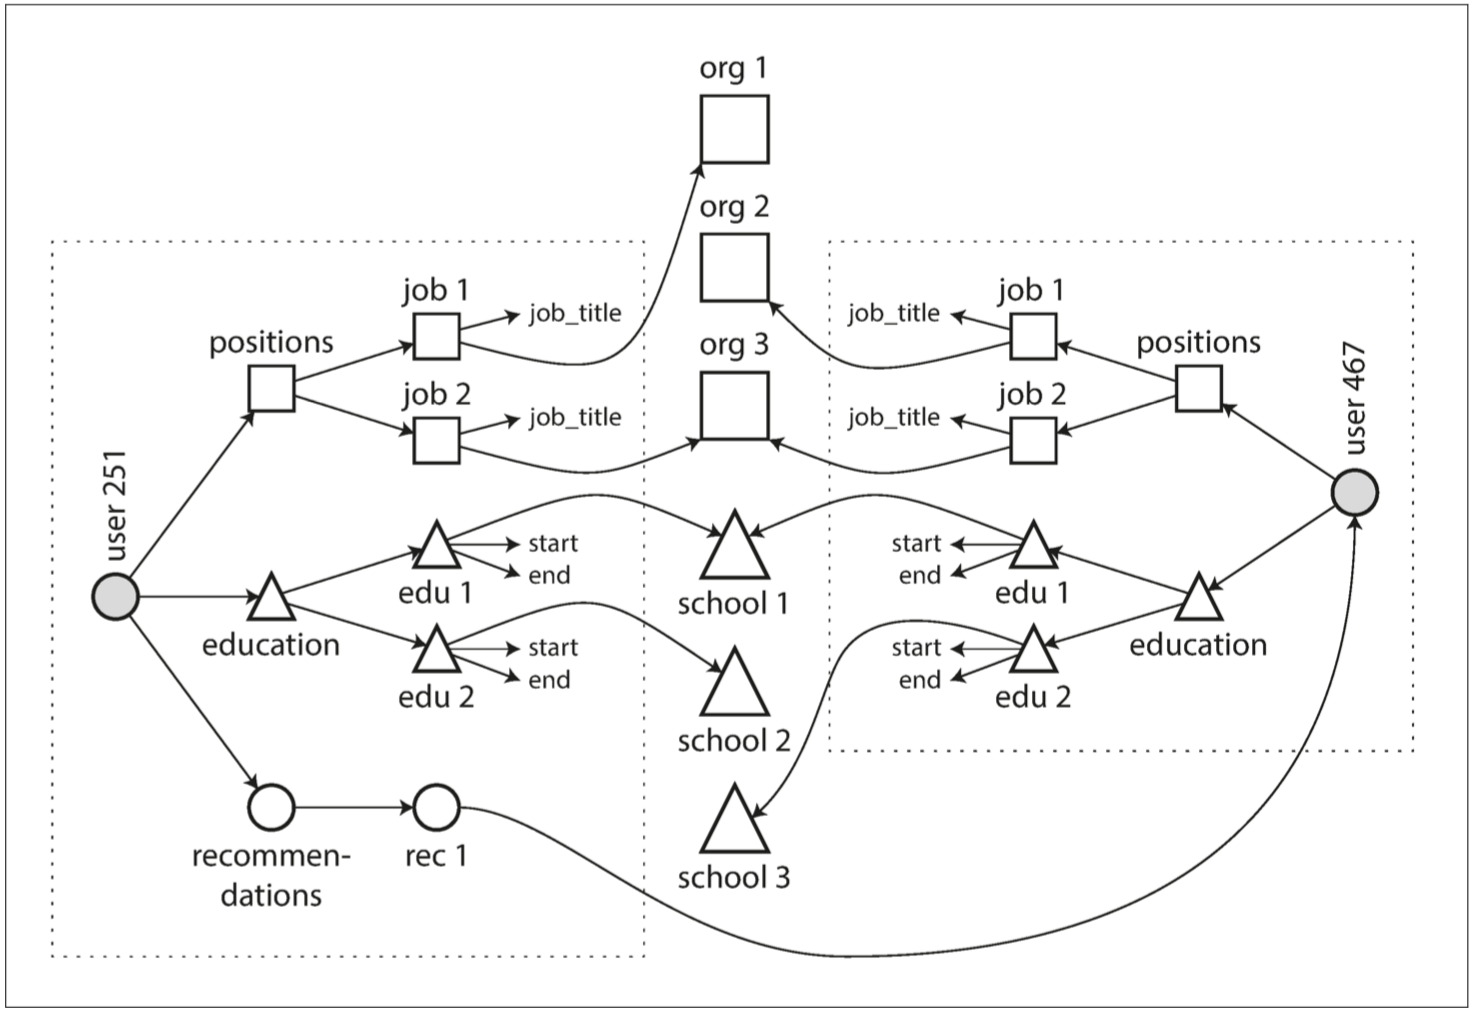 org 1
org 2
org 3
school 1
school 2
school 3
user 251
positions
job 1
job_title
job 2
job_title
education
edu 1
start
end
edu 2
start
end
recommen-
dations
rec 1
user 467
positions
job 1
job_title
job 2
job_title
education
edu 1
start
end
edu 2
start
end